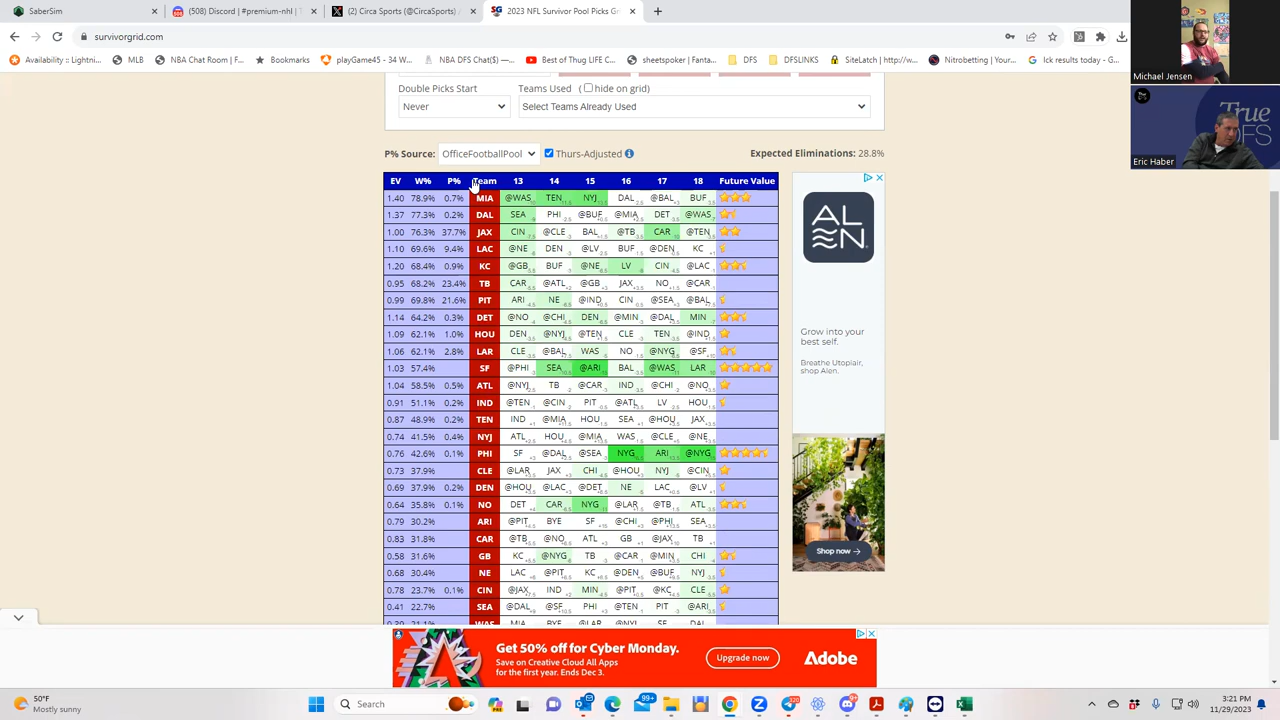 SaberSim
(508) Discord | #premium-nhl |
(2) Circa Sports (@CircaSports) /
2023 NFL Survivor Pool Picks Gr
survivorgrid.com
Availability :: Lightni...
MLB
NBA Chat Room | F...
Bookmarks
playGame45 - 34 W...
NBA DFS Chat($)—...
Best of Thug LIFE C...
sheetspoker | Fanta...
DFS
DFSLINKS
SiteLatch | http://w...
Nitrobetting | Your...
Ick results today - G...
Michael Jensen
True
DFS
Eric Haber
Double Picks Start
Teams Used ( hide on grid)
Never
Select Teams Already Used
P% Source:
OfficeFootballPool
Thurs-Adjusted
Expected Eliminations: 28.8%
EV W% P% Team 13 14 15 16 17 18 Future Value
1.40 78.9% 0.7% MIA @WAS TEN NYJ DAL @BAL BUF
1.37 77.3% 0.2% DAL SEA PHI @BUF @MIA DET @WAS
1.00 76.3% 37.7% JAX CIN @CLE BAL @TB CAR @TEN
1.10 69.6% 9.4% LAC @NE DEN @LV BUF @DEN KC
1.20 68.4% 0.9% KC @GB BUF @NE LV CIN @LAC
0.95 68.2% 23.4% TB CAR @ATL @GB JAX NO @CAR
0.99 69.8% 21.6% PIT ARI NE @IND CIN @SEA @BAL
1.14 64.2% 0.3% DET @NO @CHI DEN @MIN @DAL MIN
1.09 62.1% 1.0% HOU DEN @NYJ @TEN CLE TEN @IND
1.06 62.1% 2.8% LAR CLE @BAL WAS NO @NYG @SF
1.03 57.4% SF @PHI SEA @ARI BAL @WAS LAR
1.04 58.5% 0.5% ATL @NYJ TB @CAR IND @CHI @NO
0.91 51.1% 0.2% IND @TEN @CIN PIT @ATL LV HOU
0.87 48.9% 0.2% TEN IND @MIA HOU SEA @HOU JAX
0.74 41.5% 0.4% NYJ ATL HOU @MIA WAS @CLE @NE
0.76 42.6% 0.1% PHI SF @DAL @SEA NYG ARI @NYG
0.73 37.9% CLE @LAR JAX CHI @HOU NYJ @CIN
0.69 37.9% 0.2% DEN @HOU @LAC @DET NE LAC @LV
0.64 35.8% 0.1% NO DET CAR NYG @LAR @TB ATL
0.79 30.2% ARI @PIT BYE SF @CHI @PHI SEA
0.83 31.8% CAR @TB @NO ATL GB @JAX TB
0.58 31.6% GB KC @NYG TB @CAR @MIN CHI
0.68 30.4% NE LAC @PIT KC @DEN @BUF NYJ
0.78 23.7% 0.1% CIN @JAX IND MIN @PIT @KC CLE
0.41 22.7% SEA @DAL @SF PHI @TEN PIT @ARI
ALEN
Grow into your
best self.
Breathe Utoplair,
shop Alen.
Shop now →
Get 50% off for Cyber Monday.
Save on Creative Cloud All Apps
for the first year. Ends Dec 3.
Upgrade now
Adobe
50°F
Mostly sunny
Search
99+
3:21 PM
11/29/2023